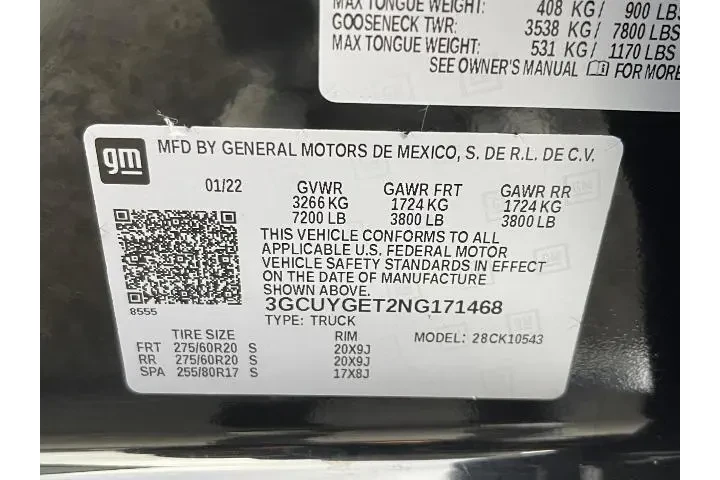 MAX TONGUE WEIGHT: 408 KG/ 900 LBS
GOOSENECK TWR: 3538 KG/ 7800 LBS
MAX TONGUE WEIGHT: 531 KG/ 1170 LBS
SEE OWNER'S MANUAL FOR MORE
gm
MFD BY GENERAL MOTORS DE MEXICO, S. DE R.L. DE C.V.
01/22 GVWR GAWR FRT GAWR RR
3266 KG 1724 KG 1724 KG
7200 LB 3800 LB 3800 LB
THIS VEHICLE CONFORMS TO ALL
APPLICABLE U.S. FEDERAL MOTOR
VEHICLE SAFETY STANDARDS IN EFFECT
ON THE DATE OF MANUFACTURE
SHOWN ABOVE.
8555 3GCUYGET2NG171468
TYPE: TRUCK
TIRE SIZE RIM MODEL: 28CK10543
FRT 275/60R20 S 20X9J
RR 275/60R20 S 20X9J
SPA 255/80R17 S 17X8J